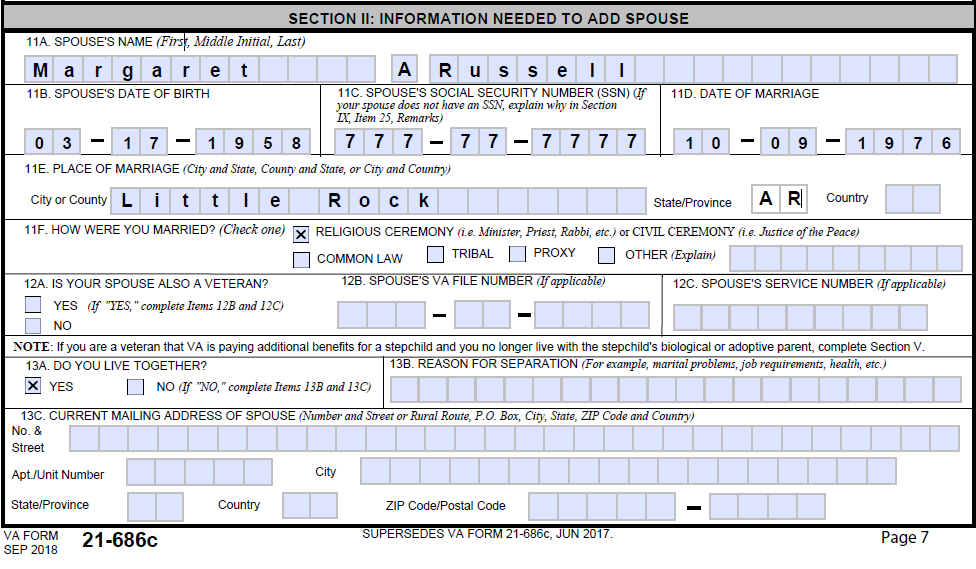 SECTION II: INFORMATION NEEDED TO ADD SPOUSE
11A. SPOUSE'S NAME (First, Middle Initial, Last)
Margaret A Russell
11B. SPOUSE'S DATE OF BIRTH
11C. SPOUSE'S SOCIAL SECURITY NUMBER (SSN) (If your spouse does not have an SSN, explain why in Section IX, Item 25, Remarks)
11D. DATE OF MARRIAGE
03-17-1958 777-77-7777 10-09-1976
11E. PLACE OF MARRIAGE (City and State, County and State, or City and Country)
City or County Little Rock State/Province AR Country
11F. HOW WERE YOU MARRIED? (Check one) X RELIGIOUS CEREMONY (i.e. Minister, Priest, Rabbi, etc.) or CIVIL CEREMONY (i.e. Justice of the Peace)
COMMON LAW TRIBAL PROXY OTHER (Explain)
12A. IS YOUR SPOUSE ALSO A VETERAN?
YES (If "YES," complete Items 12B and 12C)
NO
12B. SPOUSE'S VA FILE NUMBER (If applicable)
12C. SPOUSE'S SERVICE NUMBER (If applicable)
NOTE: If you are a veteran that VA is paying additional benefits for a stepchild and you no longer live with the stepchild's biological or adoptive parent, complete Section V.
13A. DO YOU LIVE TOGETHER?
X YES NO (If "NO," complete Items 13B and 13C)
13B. REASON FOR SEPARATION (For example, marital problems, job requirements, health, etc.)
13C. CURRENT MAILING ADDRESS OF SPOUSE (Number and Street or Rural Route, P.O. Box, City, State, ZIP Code and Country)
No. &
Street
Apt./Unit Number City
State/Province Country ZIP Code/Postal Code
VA FORM
SEP 2018 21-686c SUPERSEDES VA FORM 21-686c, JUN 2017. Page 7